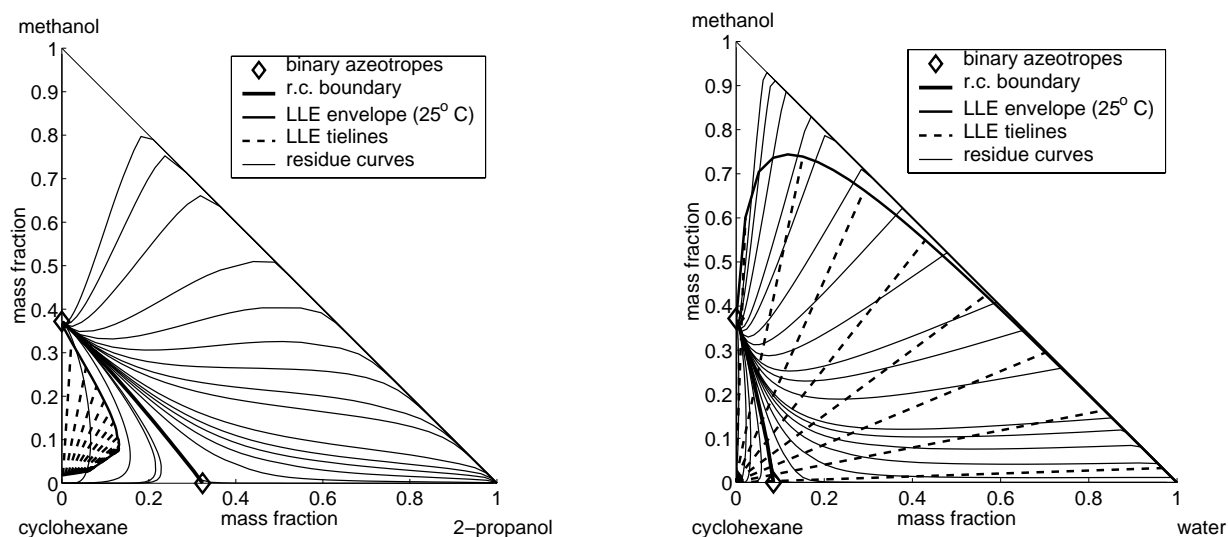 methanol
1
0.9
0.8
0.7
0.6
0.5
0.4
0.3
0.2
0.1
0
mass fraction
binary azeotropes
r.c. boundary
LLE envelope (25° C)
LLE tielines
residue curves
0
0.2
0.4
0.6
0.8
1
mass fraction
cyclohexane
2−propanol
methanol
1
0.9
0.8
0.7
0.6
0.5
0.4
0.3
0.2
0.1
0
mass fraction
binary azeotropes
r.c. boundary
LLE envelope (25° C)
LLE tielines
residue curves
0
0.2
0.4
0.6
0.8
1
mass fraction
cyclohexane
water